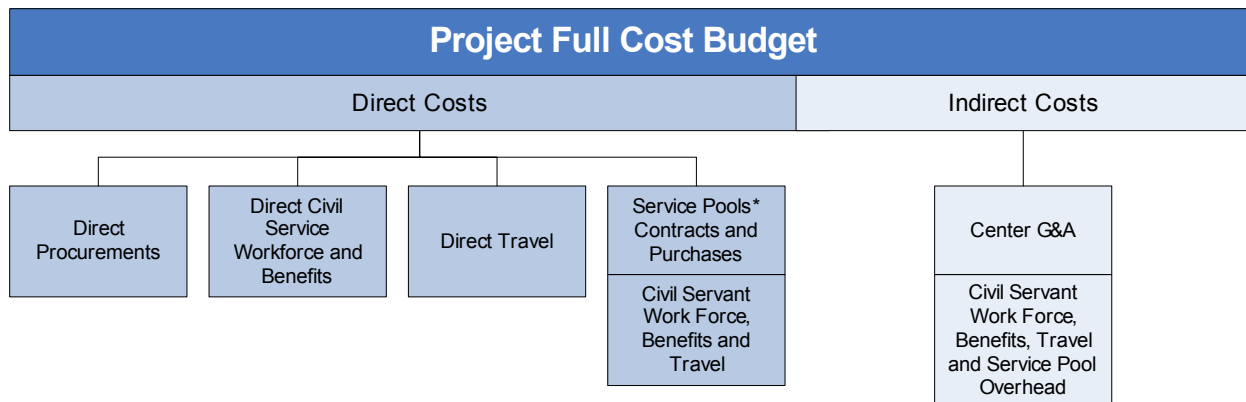 Project Full Cost Budget
Direct Costs
Indirect Costs
Direct
Procurements
Direct Civil
Service
Workforce and
Benefits
Direct Travel
Service Pools*
Contracts and
Purchases
Civil Servant
Work Force,
Benefits and
Travel
Center G&A
Civil Servant
Work Force,
Benefits, Travel
and Service Pool
Overhead